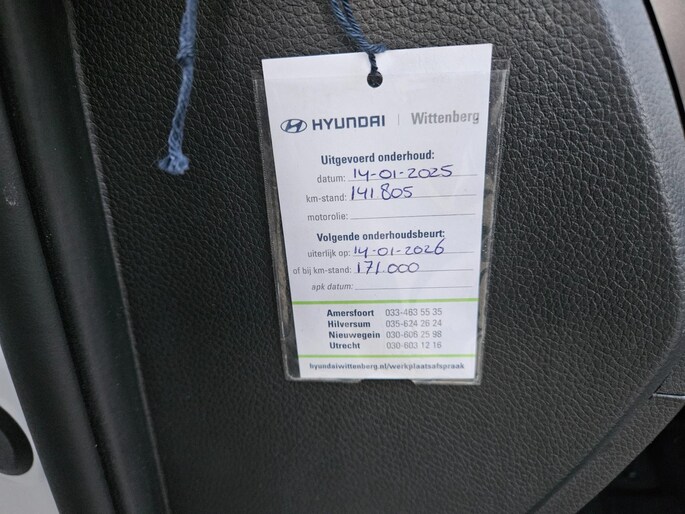 HYUNDAI | Wittenberg
Uitgevoerd onderhoud:
datum: 14-01-2025
km-stand: 141805
motorolie:
Volgende onderhoudsbeurt:
uiterlijk op: 14-01-2026
of bij km-stand: 171.000
apk datum:
Amersfoort 033-463 55 35
Hilversum 035-624 26 24
Nieuwegein 030-606 25 98
Utrecht 030-603 12 16
hyundaiwittenberg.nl/werkplaatsafspraak